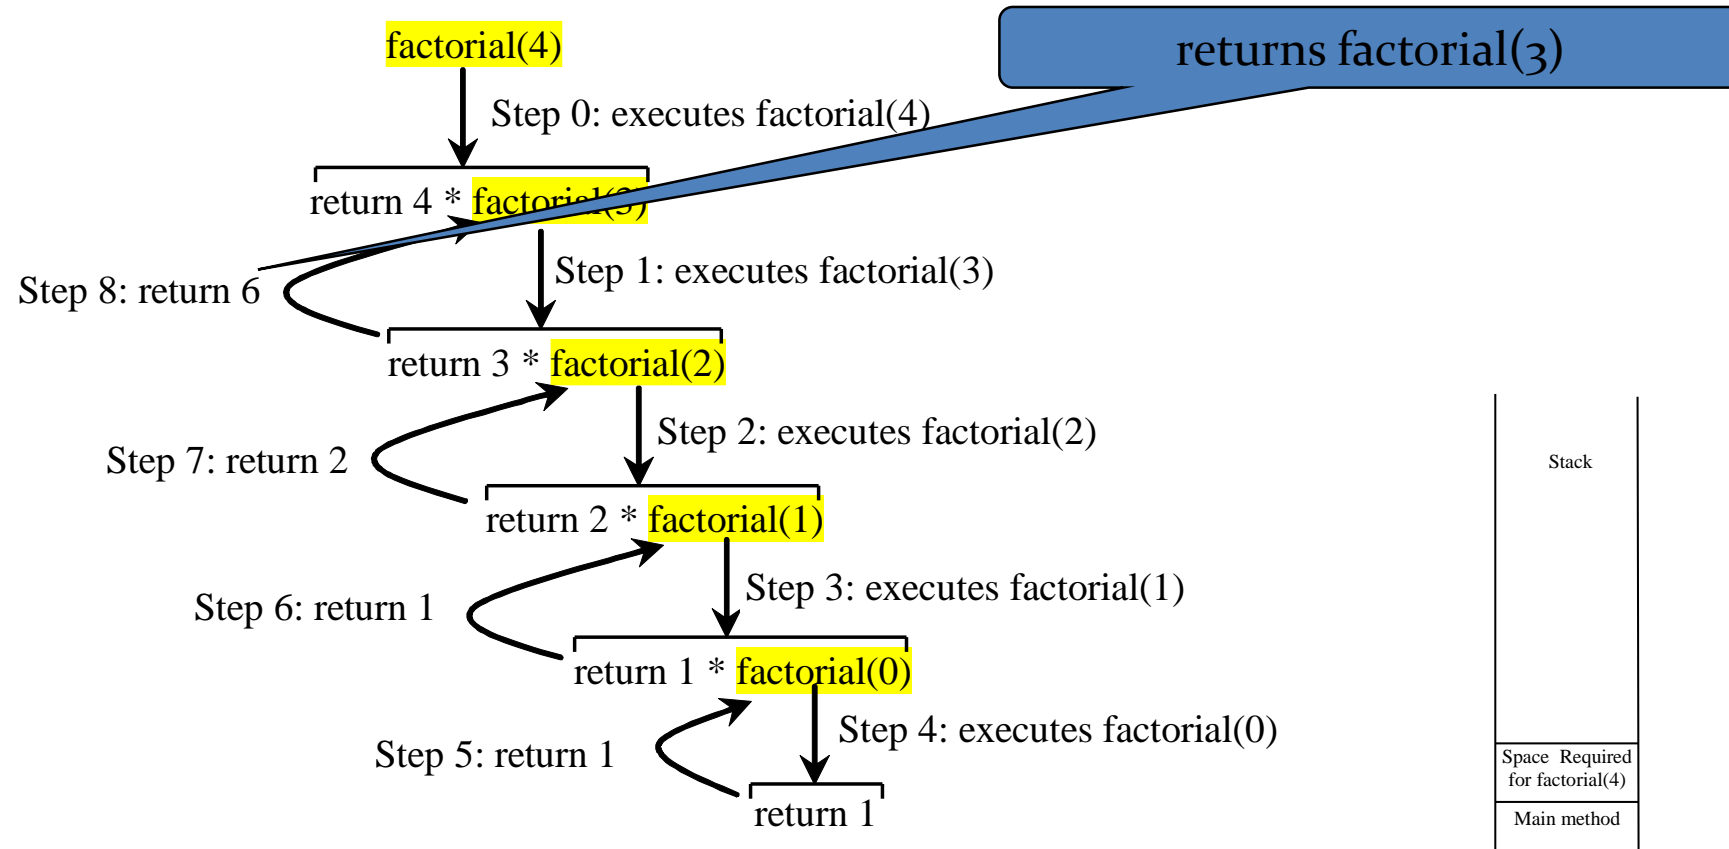 factorial(4)
returns factorial(3)
Step 0: executes factorial(4)
return 4 * factorial(3)
Step 1: executes factorial(3)
Step 8: return 6
return 3 * factorial(2)
Step 2: executes factorial(2)
Step 7: return 2
Stack
return 2 * factorial(1)
Step 3: executes factorial(1)
Step 6: return 1
return 1 * factorial(0)
Step 4: executes factorial(0)
Step 5: return 1
return 1
Space Required
for factorial(4)
Main method